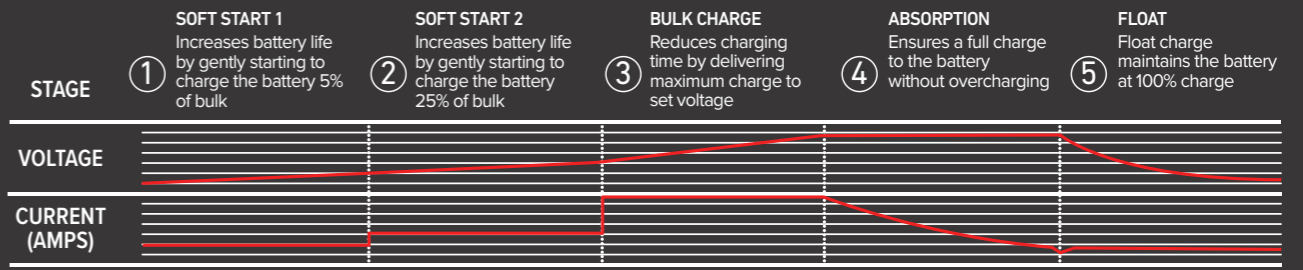 STAGE
1
SOFT START 1
Increases battery life
by gently starting to
charge the battery 5%
of bulk
2
SOFT START 2
Increases battery life
by gently starting to
charge the battery
25% of bulk
3
BULK CHARGE
Reduces charging
time by delivering
maximum charge to
set voltage
4
ABSORPTION
Ensures a full charge
to the battery
without overcharging
5
FLOAT
Float charge
maintains the battery
at 100% charge
VOLTAGE
CURRENT
(AMPS)